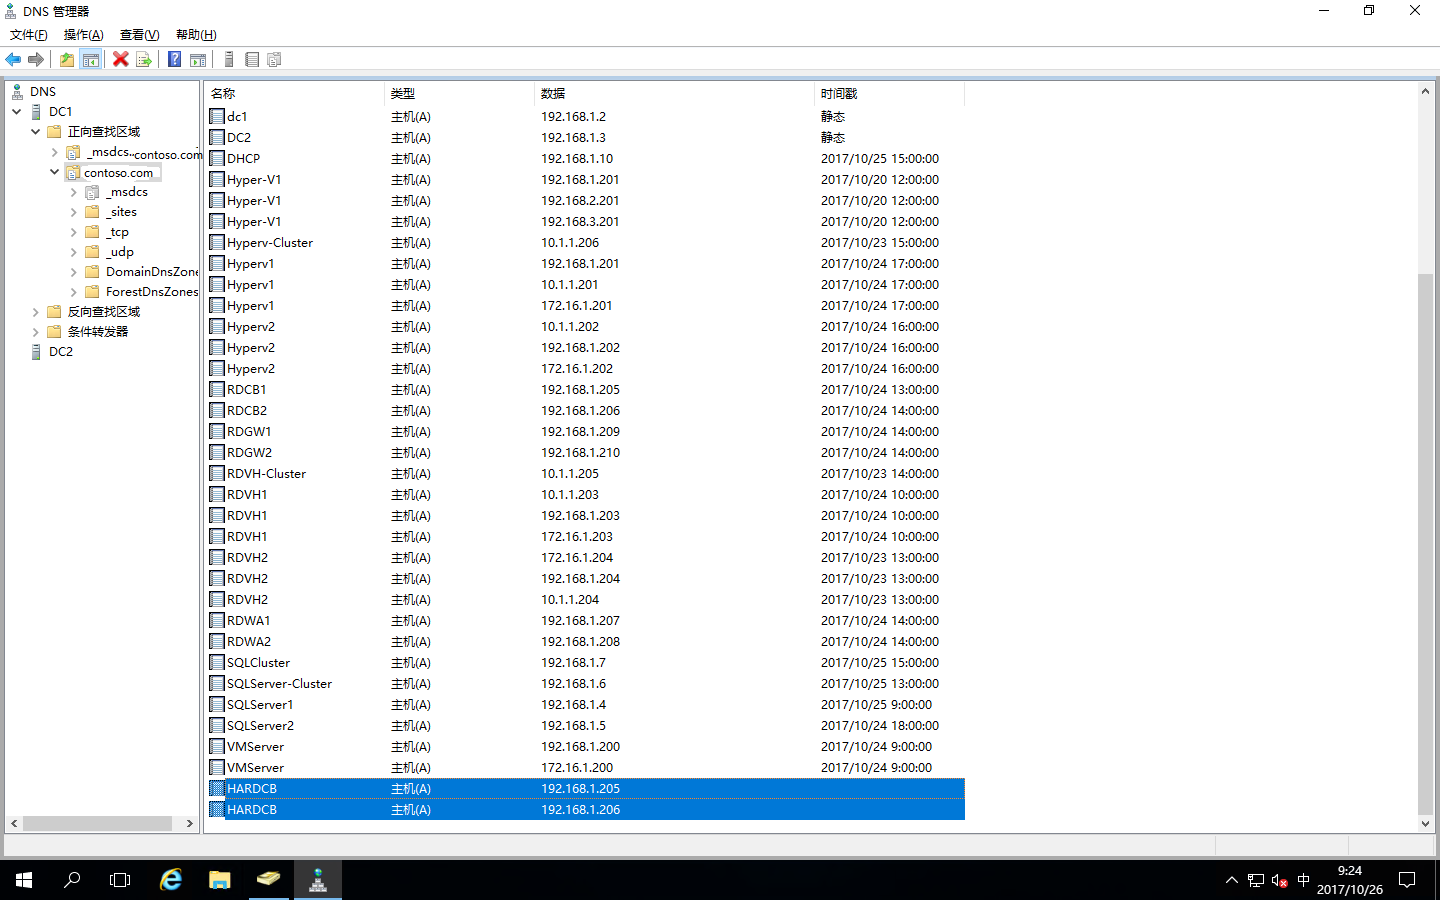 DNS 管理器
文件(F) 操作(A) 查看(V) 帮助(H)
DNS
DC1
正向查找区域
_msdcs..contoso.com
contoso.com
_msdcs
_sites
_tcp
_udp
DomainDnsZone
ForestDnsZones
反向查找区域
条件转发器
DC2
名称 类型 数据 时间戳
dc1 主机(A) 192.168.1.2 静态
DC2 主机(A) 192.168.1.3 静态
DHCP 主机(A) 192.168.1.10 2017/10/25 15:00:00
Hyper-V1 主机(A) 192.168.1.201 2017/10/20 12:00:00
Hyper-V1 主机(A) 192.168.2.201 2017/10/20 12:00:00
Hyper-V1 主机(A) 192.168.3.201 2017/10/20 12:00:00
Hyperv-Cluster 主机(A) 10.1.1.206 2017/10/23 15:00:00
Hyperv1 主机(A) 192.168.1.201 2017/10/24 17:00:00
Hyperv1 主机(A) 10.1.1.201 2017/10/24 17:00:00
Hyperv1 主机(A) 172.16.1.201 2017/10/24 17:00:00
Hyperv2 主机(A) 10.1.1.202 2017/10/24 16:00:00
Hyperv2 主机(A) 192.168.1.202 2017/10/24 16:00:00
Hyperv2 主机(A) 172.16.1.202 2017/10/24 16:00:00
RDCB1 主机(A) 192.168.1.205 2017/10/24 13:00:00
RDCB2 主机(A) 192.168.1.206 2017/10/24 14:00:00
RDGW1 主机(A) 192.168.1.209 2017/10/24 14:00:00
RDGW2 主机(A) 192.168.1.210 2017/10/24 14:00:00
RDVH-Cluster 主机(A) 10.1.1.205 2017/10/23 14:00:00
RDVH1 主机(A) 10.1.1.203 2017/10/24 10:00:00
RDVH1 主机(A) 192.168.1.203 2017/10/24 10:00:00
RDVH1 主机(A) 172.16.1.203 2017/10/24 10:00:00
RDVH2 主机(A) 172.16.1.204 2017/10/23 13:00:00
RDVH2 主机(A) 192.168.1.204 2017/10/23 13:00:00
RDVH2 主机(A) 10.1.1.204 2017/10/23 13:00:00
RDWA1 主机(A) 192.168.1.207 2017/10/24 14:00:00
RDWA2 主机(A) 192.168.1.208 2017/10/24 14:00:00
SQLCluster 主机(A) 192.168.1.7 2017/10/25 15:00:00
SQLServer-Cluster 主机(A) 192.168.1.6 2017/10/25 13:00:00
SQLServer1 主机(A) 192.168.1.4 2017/10/25 9:00:00
SQLServer2 主机(A) 192.168.1.5 2017/10/24 18:00:00
VMServer 主机(A) 192.168.1.200 2017/10/24 9:00:00
VMServer 主机(A) 172.16.1.200 2017/10/24 9:00:00
HARDCB 主机(A) 192.168.1.205
HARDCB 主机(A) 192.168.1.206
中
9:24
2017/10/26